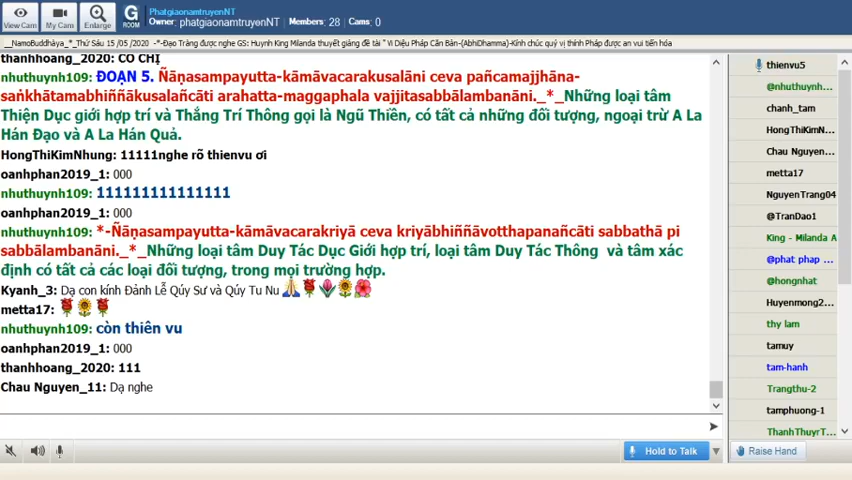 PhatgiaonamtruyenNT
Owner: phatgiaonamtruyenNT Members: 28 Cams: 0
View Cam
My Cam
Enlarge
G
ROOM
__NamoBuddhàya_*_Thứ Sáu 15 /05 /2020 -*-Đạo Tràng được nghe GS: Huynh King Milanda thuyết giảng đề tài " Vi Diệu Pháp Căn Bản-(AbhiDhamma)-Kính chúc quý vị thính Pháp được an vui tiến hóa
thanhhoang_2020: CÓ CHỊ
nhuthuynh109: ĐOẠN 5. Ñāṇasampayutta-kāmāvacarakusalāni ceva pañcamajjhāna-
saṅkhātamabhiññākusalañcāti arahatta-maggaphala vajjitasabbālambanāni._*_Những loại tâm
Thiện Dục giới hợp trí và Thắng Trí Thông gọi là Ngũ Thiền, có tất cả những đối tượng, ngoại trừ A La
Hán Đạo và A La Hán Quả.
HongThiKimNhung: 11111nghe rõ thienvu ơi
oanhphan2019_1: 000
nhuthuynh109: 111111111111111
oanhphan2019_1: 000
nhuthuynh109: *-Ñāṇasampayutta-kāmāvacarakriyā ceva kriyābhiññāvotthapanañcāti sabbathā pi
sabbālambanāni._*_Những loại tâm Duy Tác Dục Giới hợp trí, loại tâm Duy Tác Thông và tâm xác
định có tất cả các loại đối tượng, trong mọi trường hợp.
Kyanh_3: Dạ con kính Đảnh Lễ Qúy Sư và Qúy Tu Nu
metta17:
nhuthuynh109: còn thiên vu
oanhphan2019_1: 000
thanhhoang_2020: 111
Chau Nguyen_11: Dạ nghe
thienvu5
@nhuthuynh...
chanh_tam
HongThiKimN...
Chau Nguyen...
metta17
NguyenTrang04
@TranDao1
King - Milanda A
@phat phap ...
@hongnhat
Huyenmong2...
thy lam
tamuy
tam-hanh
Trangthu-2
tamphuong-1
ThanhThuyrT...
Hold to Talk
Raise Hand